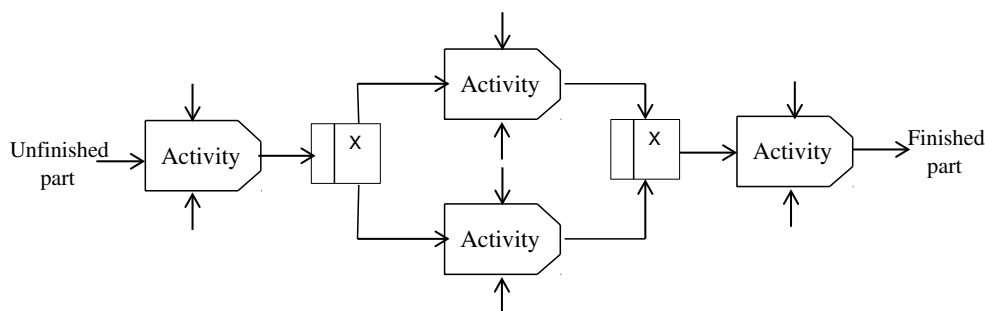 Unfinished
part
Activity
X
Activity
Activity
X
Activity
Finished
part